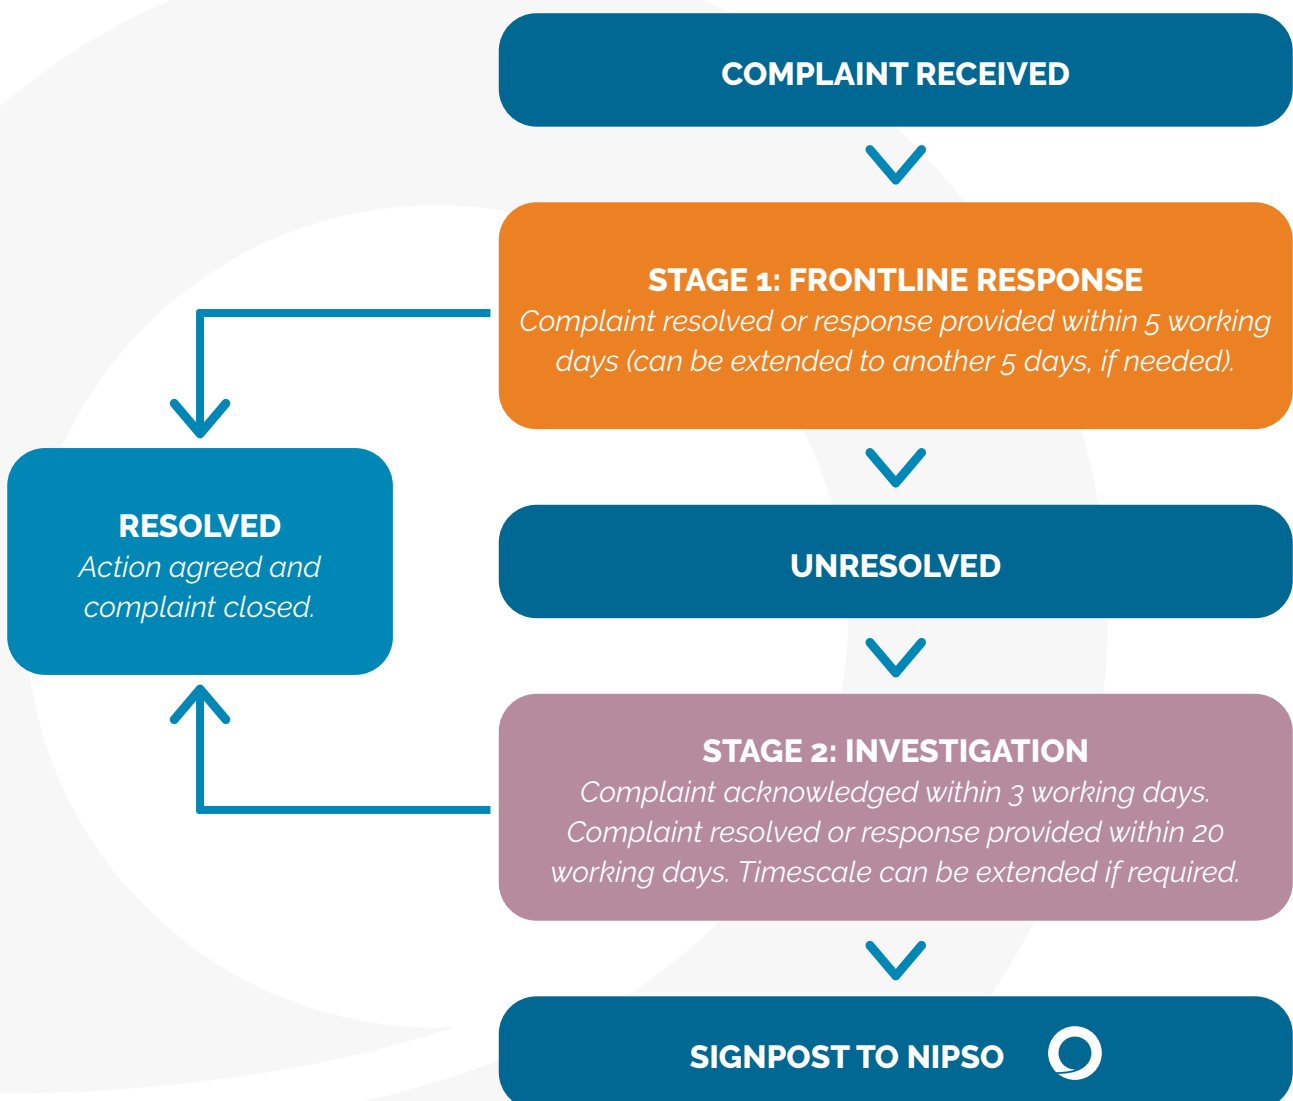 COMPLAINT RECEIVED
STAGE 1: FRONTLINE RESPONSE
Complaint resolved or response provided within 5 working
days (can be extended to another 5 days, if needed).
RESOLVED
Action agreed and
complaint closed.
UNRESOLVED
STAGE 2: INVESTIGATION
Complaint acknowledged within 3 working days.
Complaint resolved or response provided within 20
working days. Timescale can be extended if required.
SIGNPOST TO NIPSO